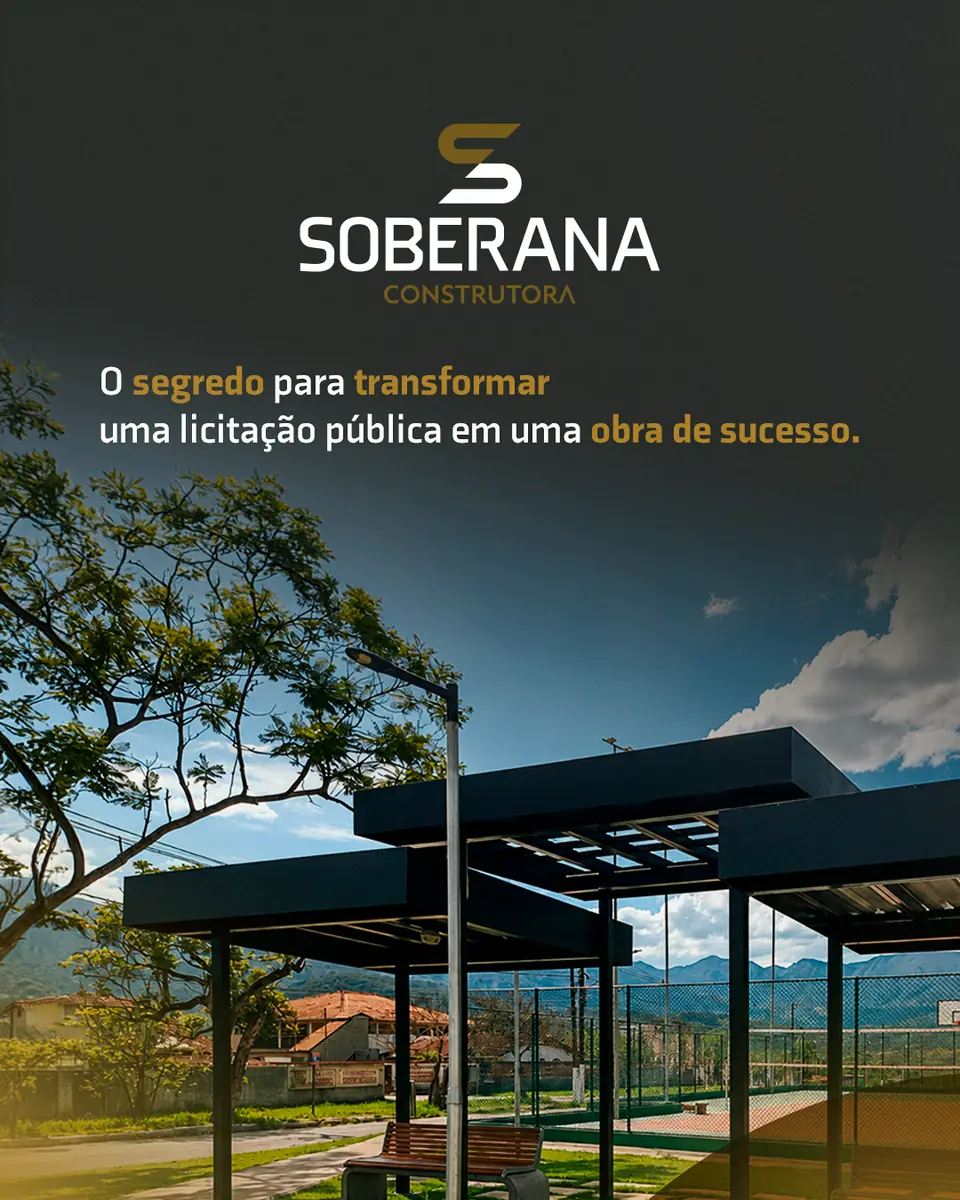 SOBERANA
CONSTRUTORA
O segredo para transformar
uma licitação pública em uma obra de sucesso.